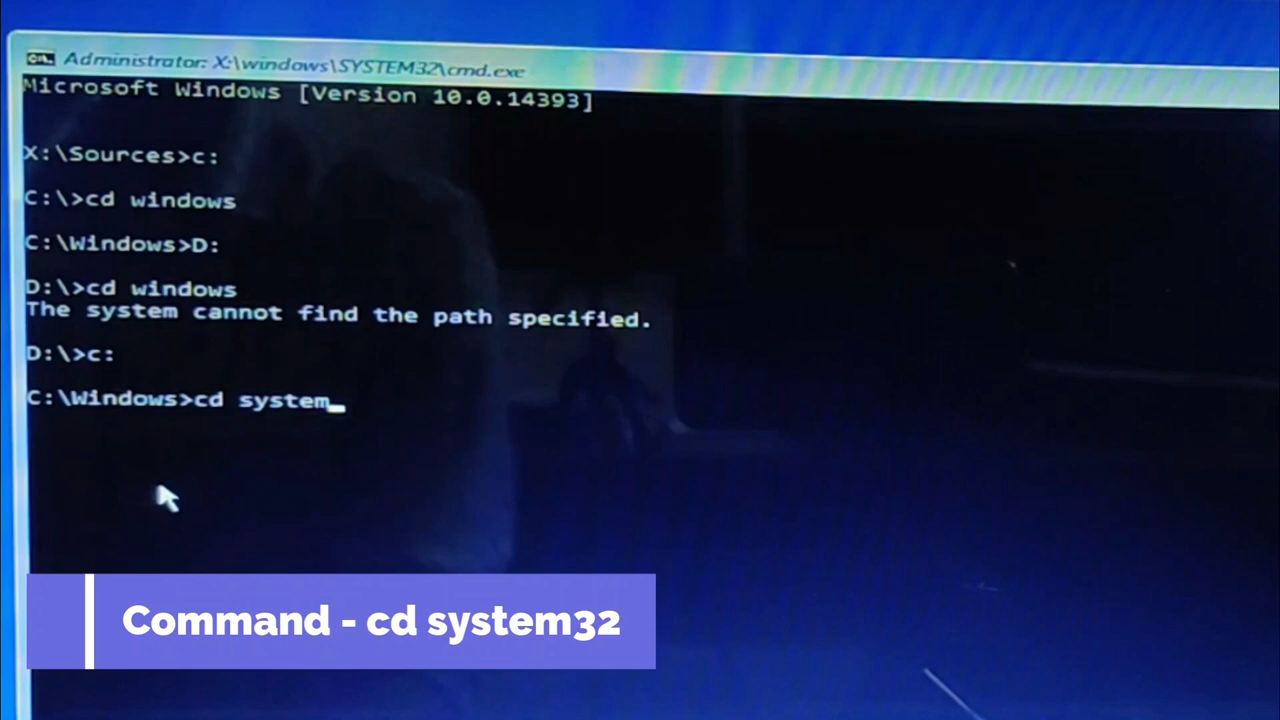 Administrator: X:\windows\SYSTEM32\cmd.exe
Microsoft Windows [Version 10.0.14393]
X:\Sources>c:
C:\>cd windows
C:\Windows>D:
D:\>cd windows
The system cannot find the path specified.
D:\>c:
C:\Windows>cd system
Command - cd system32